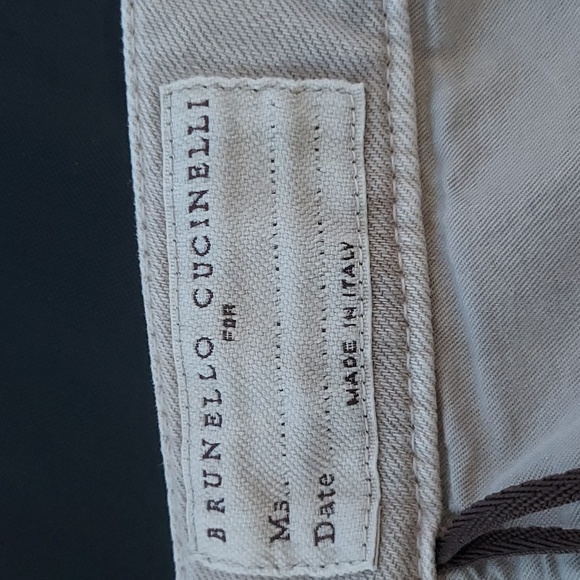 BRUNELLO CUCINELLI
FOR
Ms..............................
Date ..............................
MADE IN ITALY